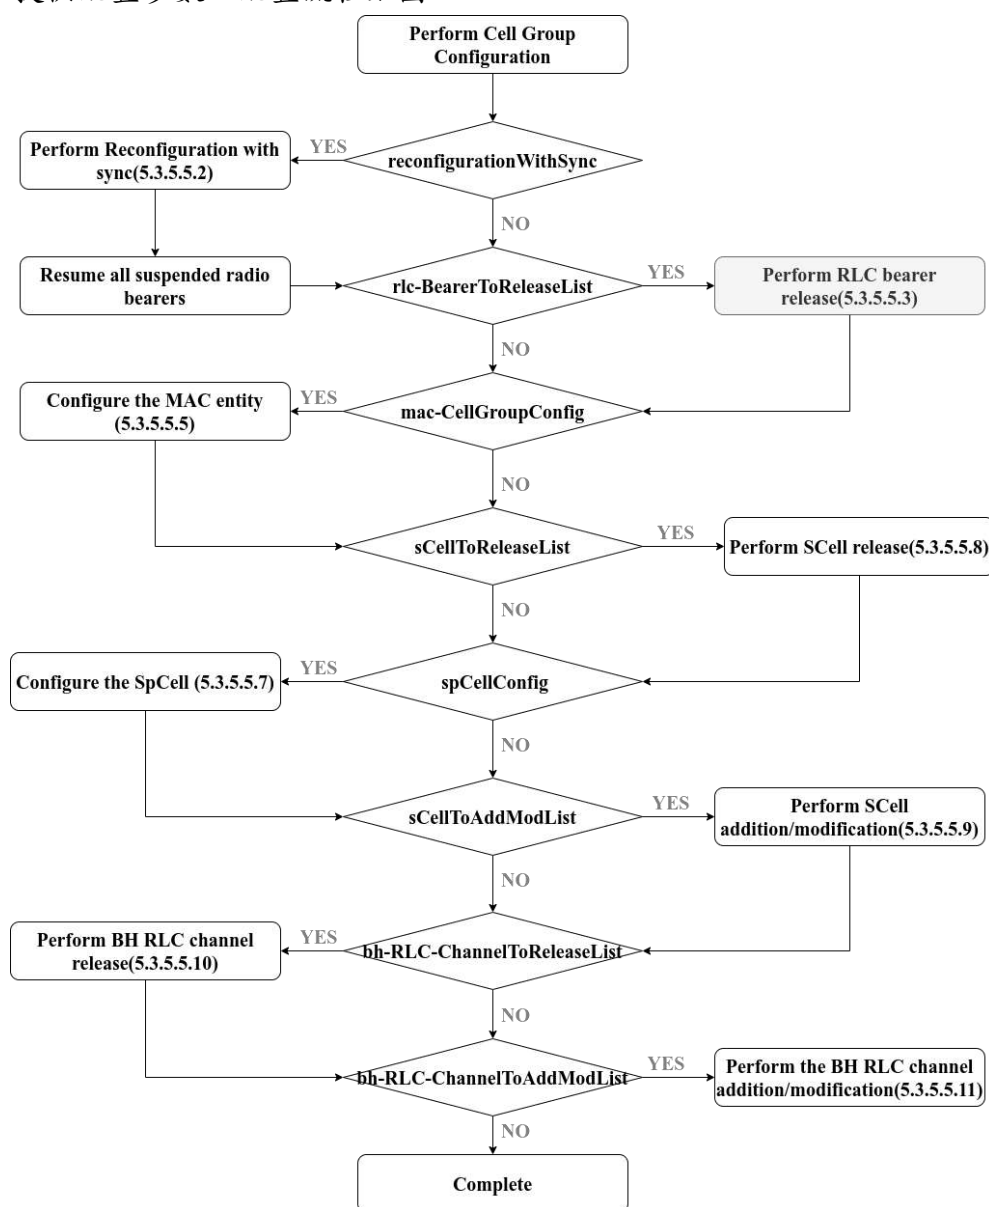 Perform Cell Group
Configuration
YES
Perform Reconfiguration with
sync(5.3.5.5.2)
reconfigurationWithSync
NO
Resume all suspended radio
bearers
rlc-BearerToReleaseList
YES
Perform RLC bearer
release(5.3.5.5.3)
NO
Configure the MAC entity
(5.3.5.5.5)
YES
mac-CellGroupConfig
NO
sCellToReleaseList
YES
Perform SCell release(5.3.5.5.8)
NO
Configure the SpCell (5.3.5.5.7)
YES
spCellConfig
NO
sCellToAddModList
YES
Perform SCell
addition/modification(5.3.5.5.9)
NO
Perform BH RLC channel
release(5.3.5.5.10)
YES
bh-RLC-ChannelToReleaseList
NO
bh-RLC-ChannelToAddModList
YES
Perform the BH RLC channel
addition/modification(5.3.5.5.11)
NO
Complete